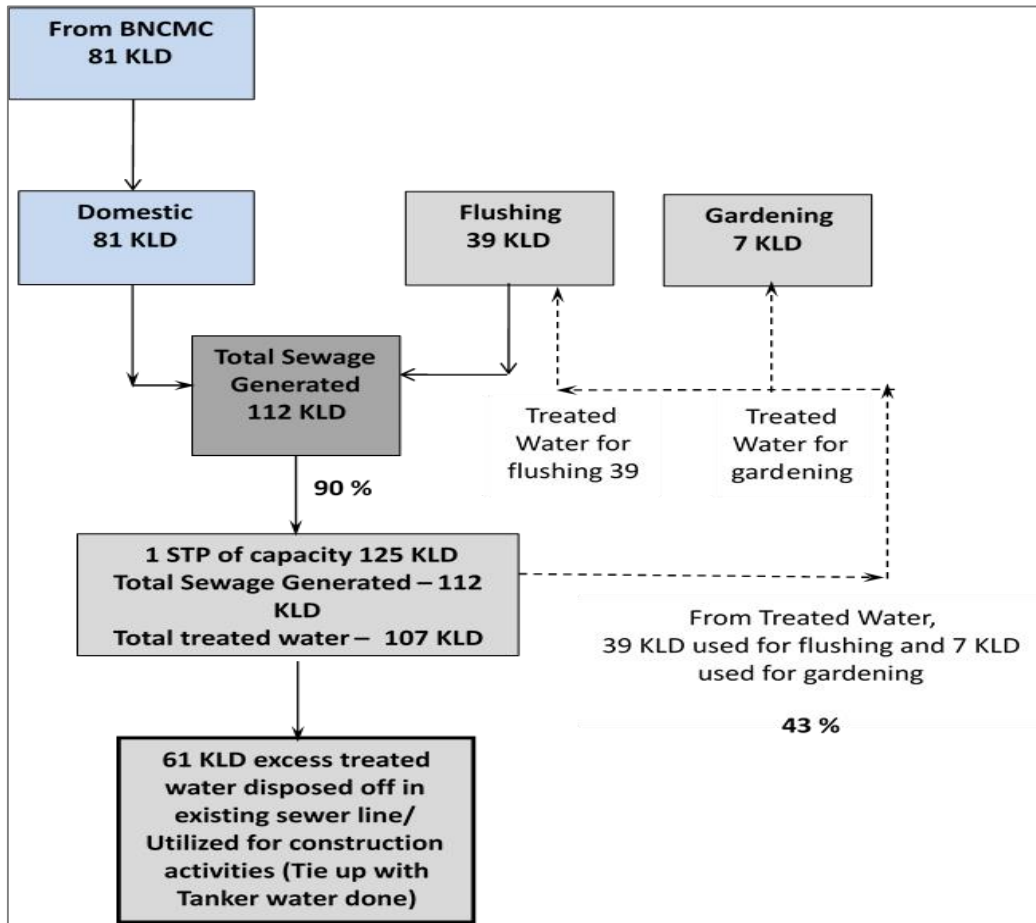 From BNCMC
81 KLD
Domestic
81 KLD
Flushing
39 KLD
Gardening
7 KLD
Total Sewage
Generated
112 KLD
Treated
Water for
flushing 39
Treated
Water for
gardening
90 %
1 STP of capacity 125 KLD
Total Sewage Generated – 112
KLD
Total treated water – 107 KLD
From Treated Water,
39 KLD used for flushing and 7 KLD
used for gardening
43 %
61 KLD excess treated
water disposed off in
existing sewer line/
Utilized for construction
activities (Tie up with
Tanker water done)